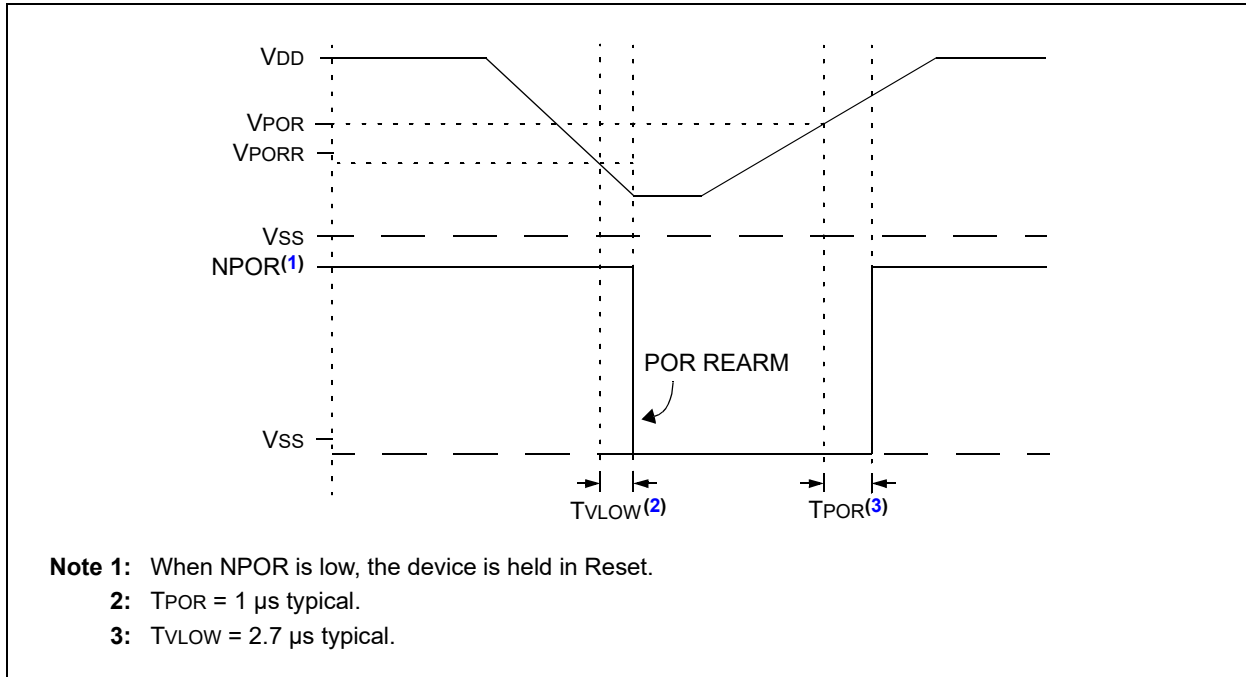 VDD
VPOR
VPORR
VSS
NPOR(1)
POR REARM
VSS
TVLOW(2)
TPOR(3)
Note 1: When NPOR is low, the device is held in Reset.
2: TPOR = 1 µs typical.
3: TVLOW = 2.7 µs typical.